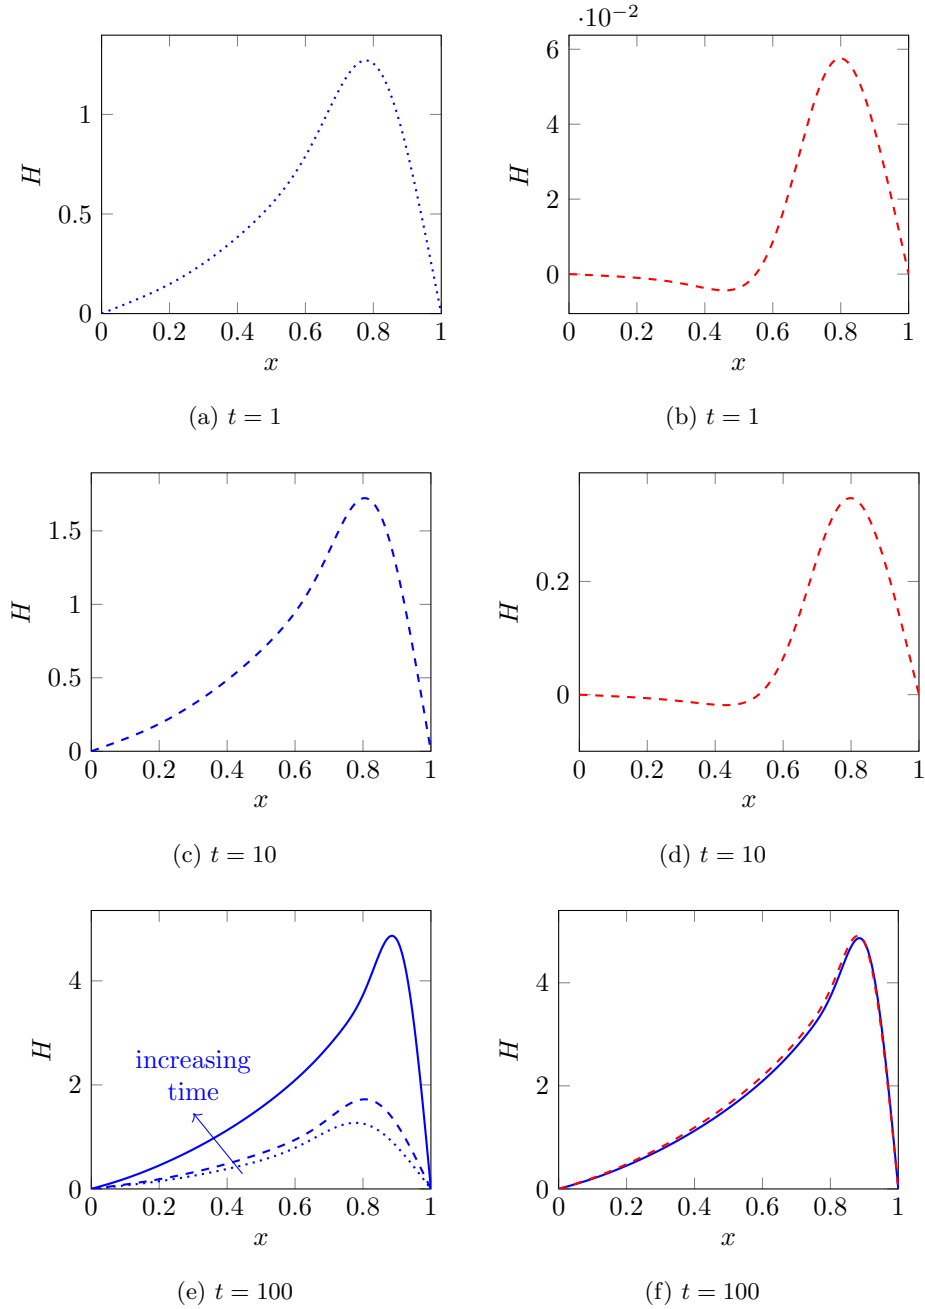 ·10−2
1
0.5
0
0 0.2 0.4 0.6 0.8 1
H
x
6
4
2
0
0 0.2 0.4 0.6 0.8 1
H
x
(a) t = 1
(b) t = 1
1.5
1
0.5
0
0 0.2 0.4 0.6 0.8 1
H
x
0.2
0
0 0.2 0.4 0.6 0.8 1
H
x
(c) t = 10
(d) t = 10
4
2
0
0 0.2 0.4 0.6 0.8 1
H
x
increasing
time
4
2
0
0 0.2 0.4 0.6 0.8 1
H
x
(e) t = 100
(f) t = 100